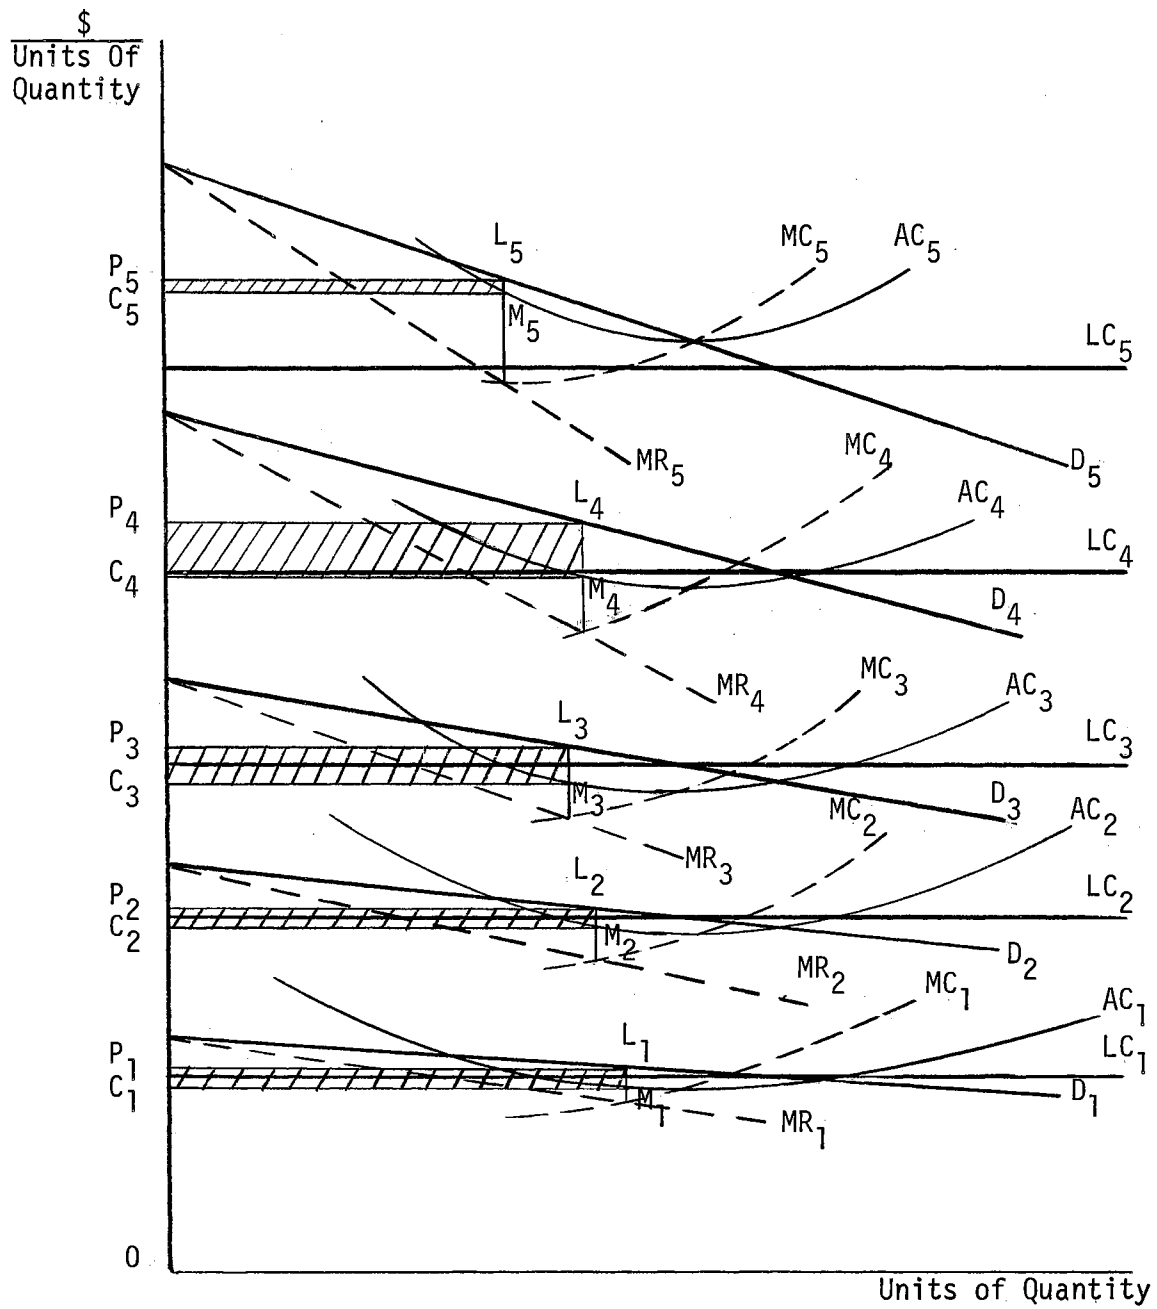 $
Units Of
Quantity
L5
MC5
AC5
P5
C5
M5
LC5
MR5
D5
MC4
L4
AC4
P4
LC4
C4
M4
D4
MR4
MC3
AC3
L3
P3
LC3
C3
M3
D3
MC2
AC2
MR3
L2
P2
LC2
C2
M2
D2
MR2
MC1
AC1
L1
P1
LC1
C1
M1
D1
MR1
0
Units of Quantity